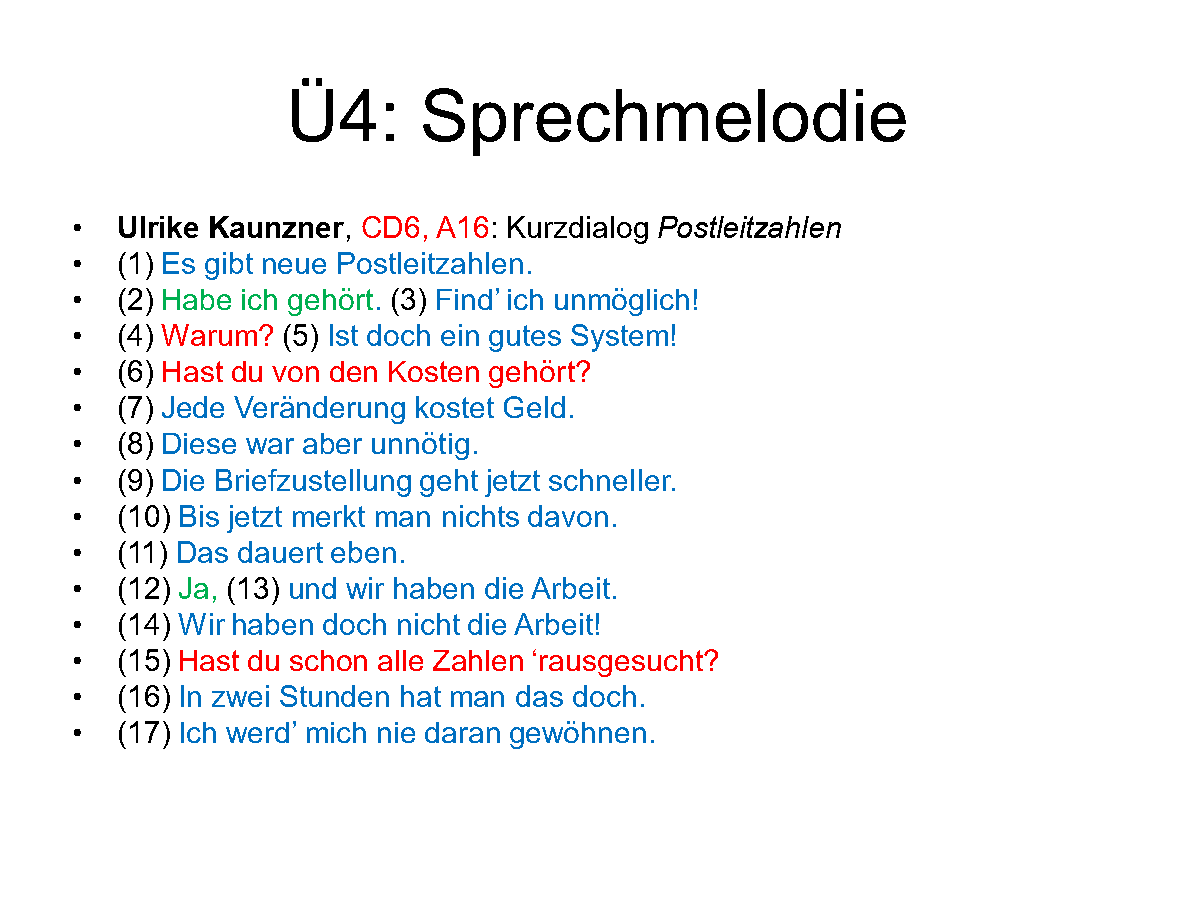 Ü4: Sprechmelodie
• Ulrike Kaunzner, CD6, A16: Kurzdialog Postleitzahlen
• (1) Es gibt neue Postleitzahlen.
• (2) Habe ich gehört. (3) Find’ ich unmöglich!
• (4) Warum? (5) Ist doch ein gutes System!
• (6) Hast du von den Kosten gehört?
• (7) Jede Veränderung kostet Geld.
• (8) Diese war aber unnötig.
• (9) Die Briefzustellung geht jetzt schneller.
• (10) Bis jetzt merkt man nichts davon.
• (11) Das dauert eben.
• (12) Ja, (13) und wir haben die Arbeit.
• (14) Wir haben doch nicht die Arbeit!
• (15) Hast du schon alle Zahlen ‘rausgesucht?
• (16) In zwei Stunden hat man das doch.
• (17) Ich werd’ mich nie daran gewöhnen.